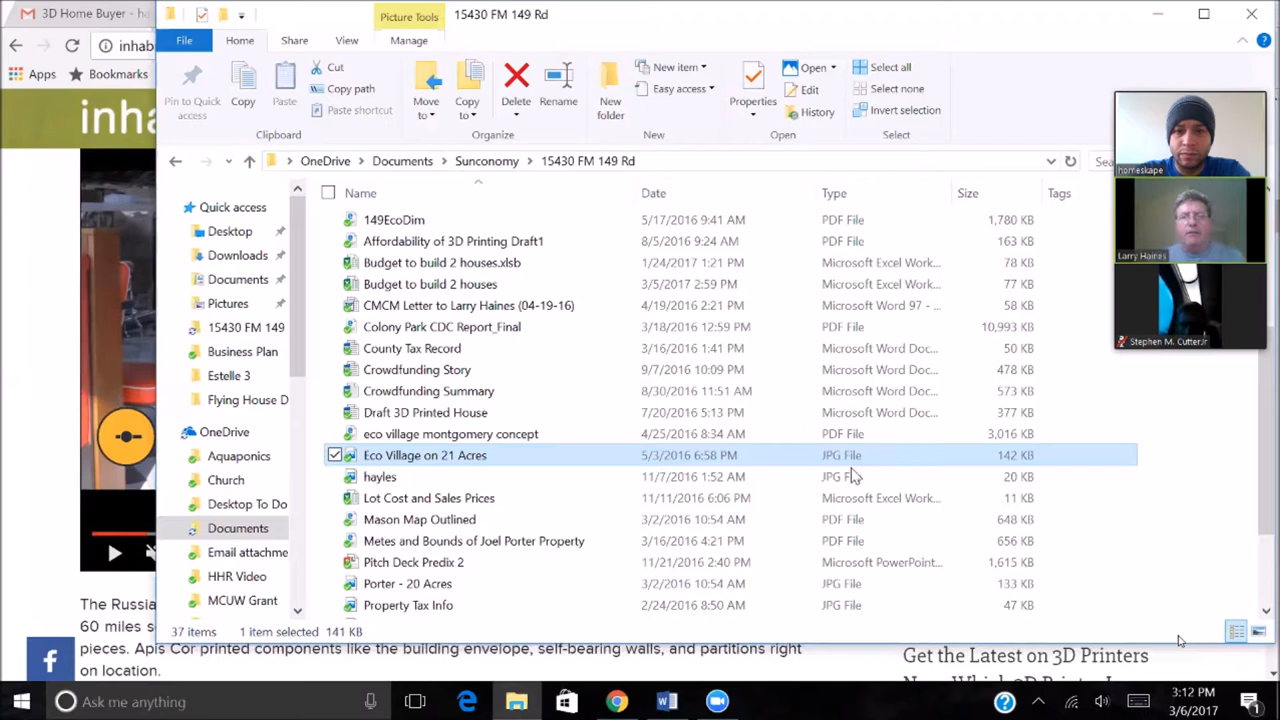 3D Home Buyer - ha
Picture Tools
15430 FM 149 Rd
inhab
File
Home
Share
View
Manage
Apps
Bookmarks
Pin to Quick access
Copy
Paste
Cut
Copy path
Paste shortcut
Clipboard
Move to
Copy to
Delete
Rename
Organize
New folder
New item
Easy access
New
Properties
Open
Edit
History
Open
Select all
Select none
Invert selection
Select
inha
homeskape
Larry Haines
Stephen M. CutterJr
OneDrive
Documents
Sunconomy
15430 FM 149 Rd
Sea
Name
Date
Type
Size
Tags
Quick access
Desktop
Downloads
Documents
Pictures
15430 FM 149
Business Plan
Estelle 3
Flying House D
OneDrive
Aquaponics
Church
Desktop To Do
Documents
Email attachme
HHR Video
MCUW Grant
149EcoDim 5/17/2016 9:41 AM PDF File 1,780 KB
Affordability of 3D Printing Draft1 8/5/2016 9:24 AM PDF File 163 KB
Budget to build 2 houses.xlsb 1/24/2017 1:21 PM Microsoft Excel Work... 78 KB
Budget to build 2 houses 3/5/2017 2:59 PM Microsoft Excel Work... 77 KB
CMCM Letter to Larry Haines (04-19-16) 4/19/2016 2:21 PM Microsoft Word 97 - ... 58 KB
Colony Park CDC Report_Final 3/18/2016 12:59 PM PDF File 10,993 KB
County Tax Record 3/16/2016 1:41 PM Microsoft Word Doc... 50 KB
Crowdfunding Story 9/7/2016 10:09 PM Microsoft Word Doc... 478 KB
Crowdfunding Summary 8/30/2016 11:51 AM Microsoft Word Doc... 573 KB
Draft 3D Printed House 7/20/2016 5:13 PM Microsoft Word Doc... 377 KB
eco village montgomery concept 4/25/2016 8:34 AM PDF File 3,016 KB
Eco Village on 21 Acres 5/3/2016 6:58 PM JPG File 142 KB
hayles 11/7/2016 1:52 AM JPG File 20 KB
Lot Cost and Sales Prices 11/11/2016 6:06 PM Microsoft Excel Work... 11 KB
Mason Map Outlined 3/2/2016 10:54 AM PDF File 648 KB
Metes and Bounds of Joel Porter Property 3/16/2016 4:21 PM PDF File 656 KB
Pitch Deck Predix 2 11/21/2016 2:40 PM Microsoft PowerPoint... 1,615 KB
Porter - 20 Acres 3/2/2016 10:54 AM JPG File 133 KB
Property Tax Info 2/24/2016 8:50 AM JPG File 47 KB
37 items 1 item selected 141 KB
The Russia
60 miles s
pieces. Apis Cor printed components like the building envelope, self-bearing walls, and partitions right
on location.
Get the Latest on 3D Printers
Ask me anything
3:12 PM
3/6/2017